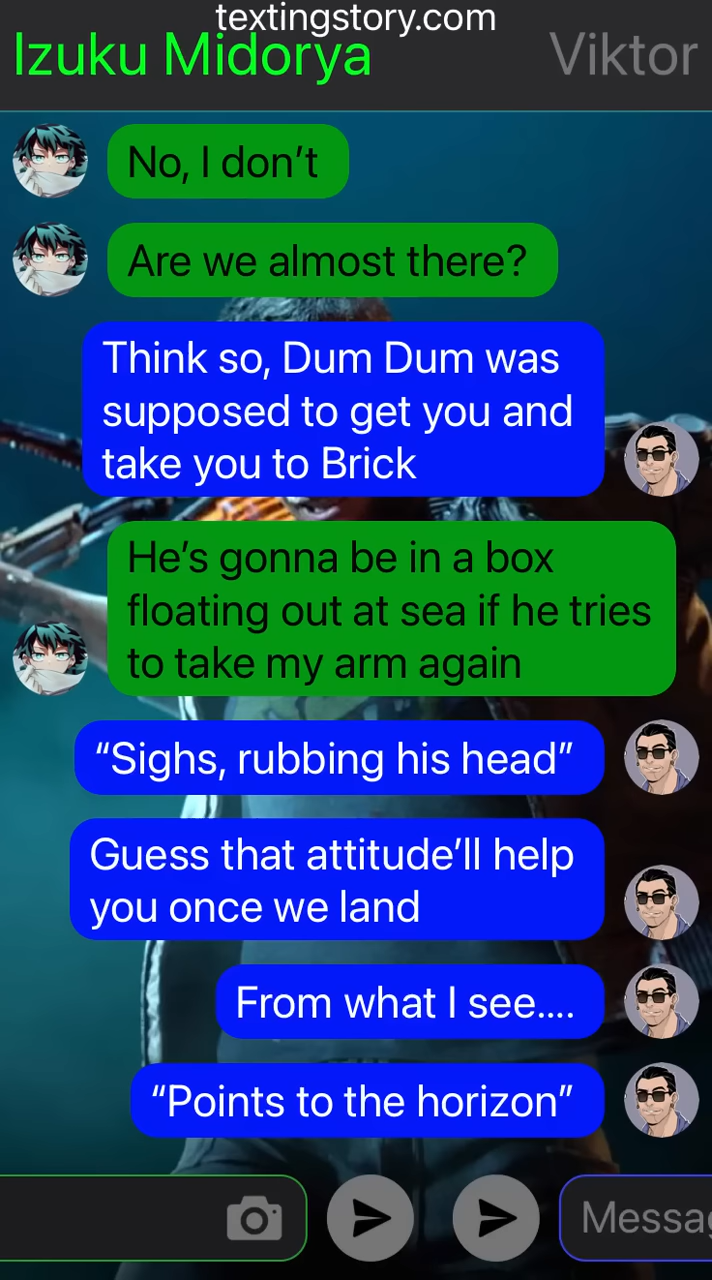 textingstory.com
Izuku Midorya
Viktor
No, I don’t
Are we almost there?
Think so, Dum Dum was
supposed to get you and
take you to Brick
He’s gonna be in a box
floating out at sea if he tries
to take my arm again
“Sighs, rubbing his head”
Guess that attitude’ll help
you once we land
From what I see....
“Points to the horizon”
Messag